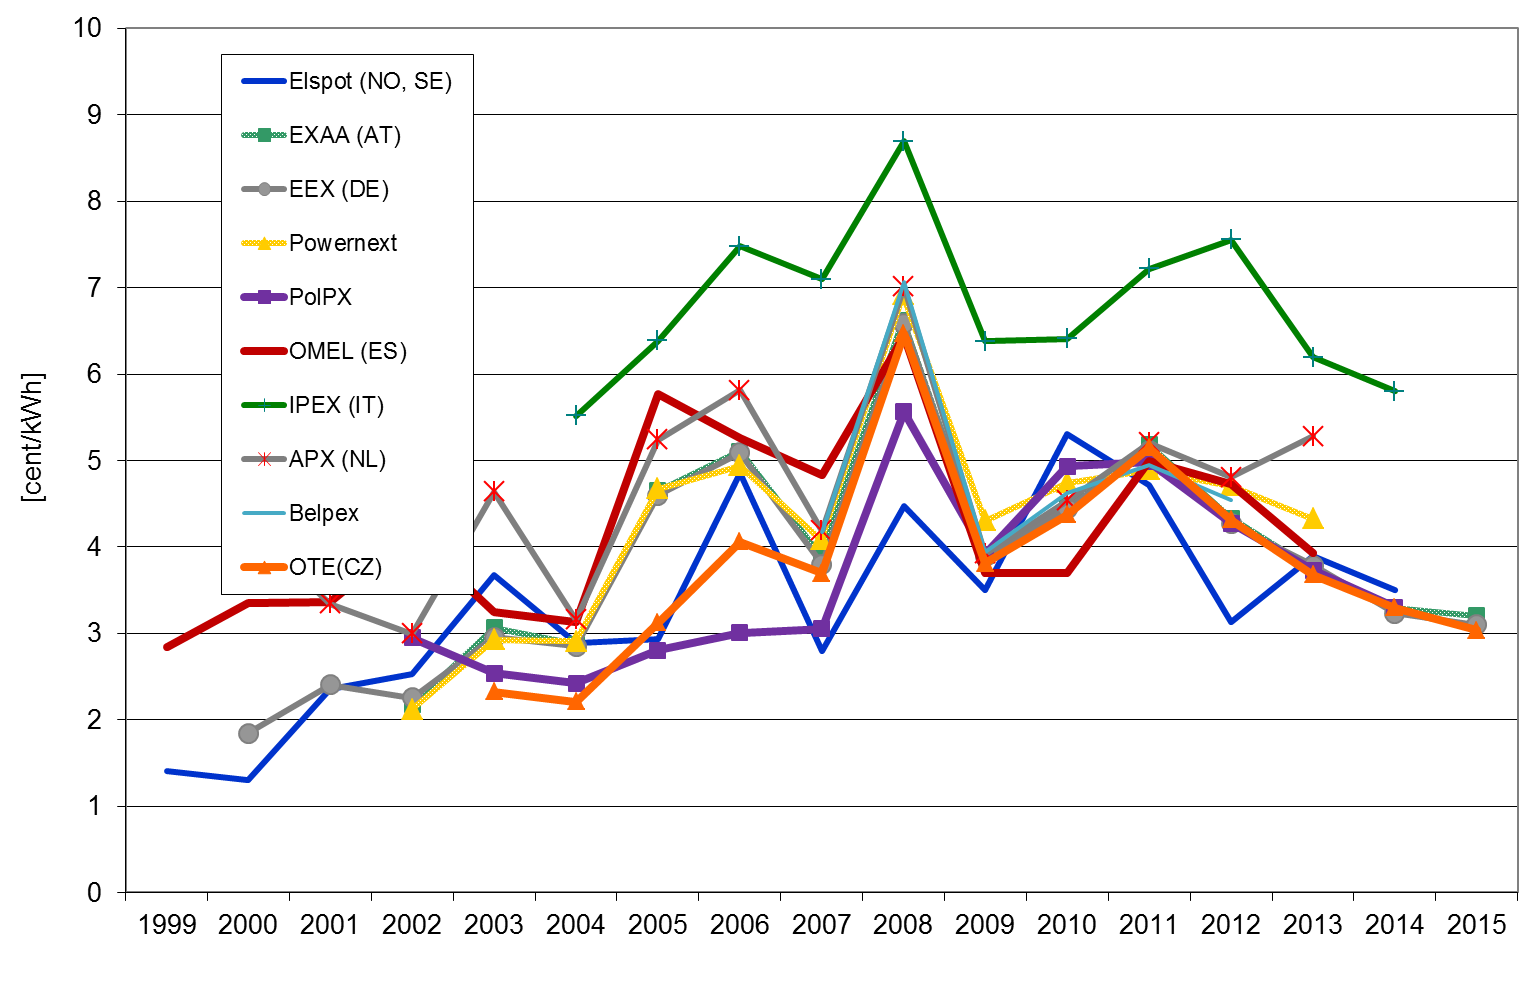 10
9
8
7
6
5
4
3
2
1
0
[cent/kWh]
Elspot (NO, SE)
EXAA (AT)
EEX (DE)
Powernext
PolPX
OMEL (ES)
IPEX (IT)
APX (NL)
Belpex
OTE(CZ)
1999 2000 2001 2002 2003 2004 2005 2006 2007 2008 2009 2010 2011 2012 2013 2014 2015